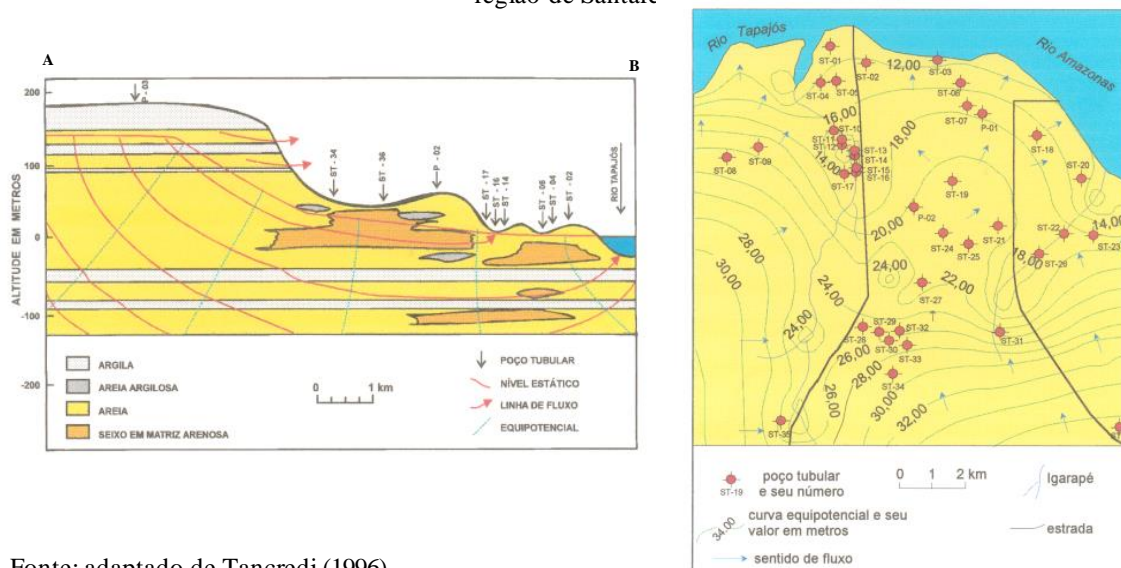 região de Santaré
A
B
P - 03
ST - 34
ST - 36
P - 02
ST - 17
ST - 16
ST - 14
ST - 05
ST - 04
ST - 02
RIO TAPAJÓS
ALTITUDE EM METROS
200
100
0
-100
-200
ARGILA
AREIA ARGILOSA
AREIA
SEIXO EM MATRIZ ARENOSA
0 1 km
POÇO TUBULAR
NÍVEL ESTÁTICO
LINHA DE FLUXO
EQUIPOTENCIAL
Rio Tapajós
Rio Amazonas
ST-01
ST-02
ST-03
12,00
ST-04
ST-05
ST-06
ST-07
P-01
16,00
ST-10
18,00
ST-11
ST-12
ST-13
ST-14
ST-15
ST-16
14,00
ST-17
ST-18
ST-08
ST-09
ST-19
ST-20
P-02
20,00
ST-24
ST-25
ST-21
ST-22
14,00
ST-23
18,00
ST-26
28,00
30,00
24,00
24,00
22,00
ST-27
24,00
ST-29
ST-32
ST-28
ST-30
ST-33
ST-31
26,00
28,00
ST-34
26,00
30,00
32,00
ST-35
ST-19
poço tubular
e seu número
0 1 2 km
Igarapé
34,00
curva equipotencial e seu
valor em metros
estrada
sentido de fluxo
Fonte: adaptado de Tancredi (1996)